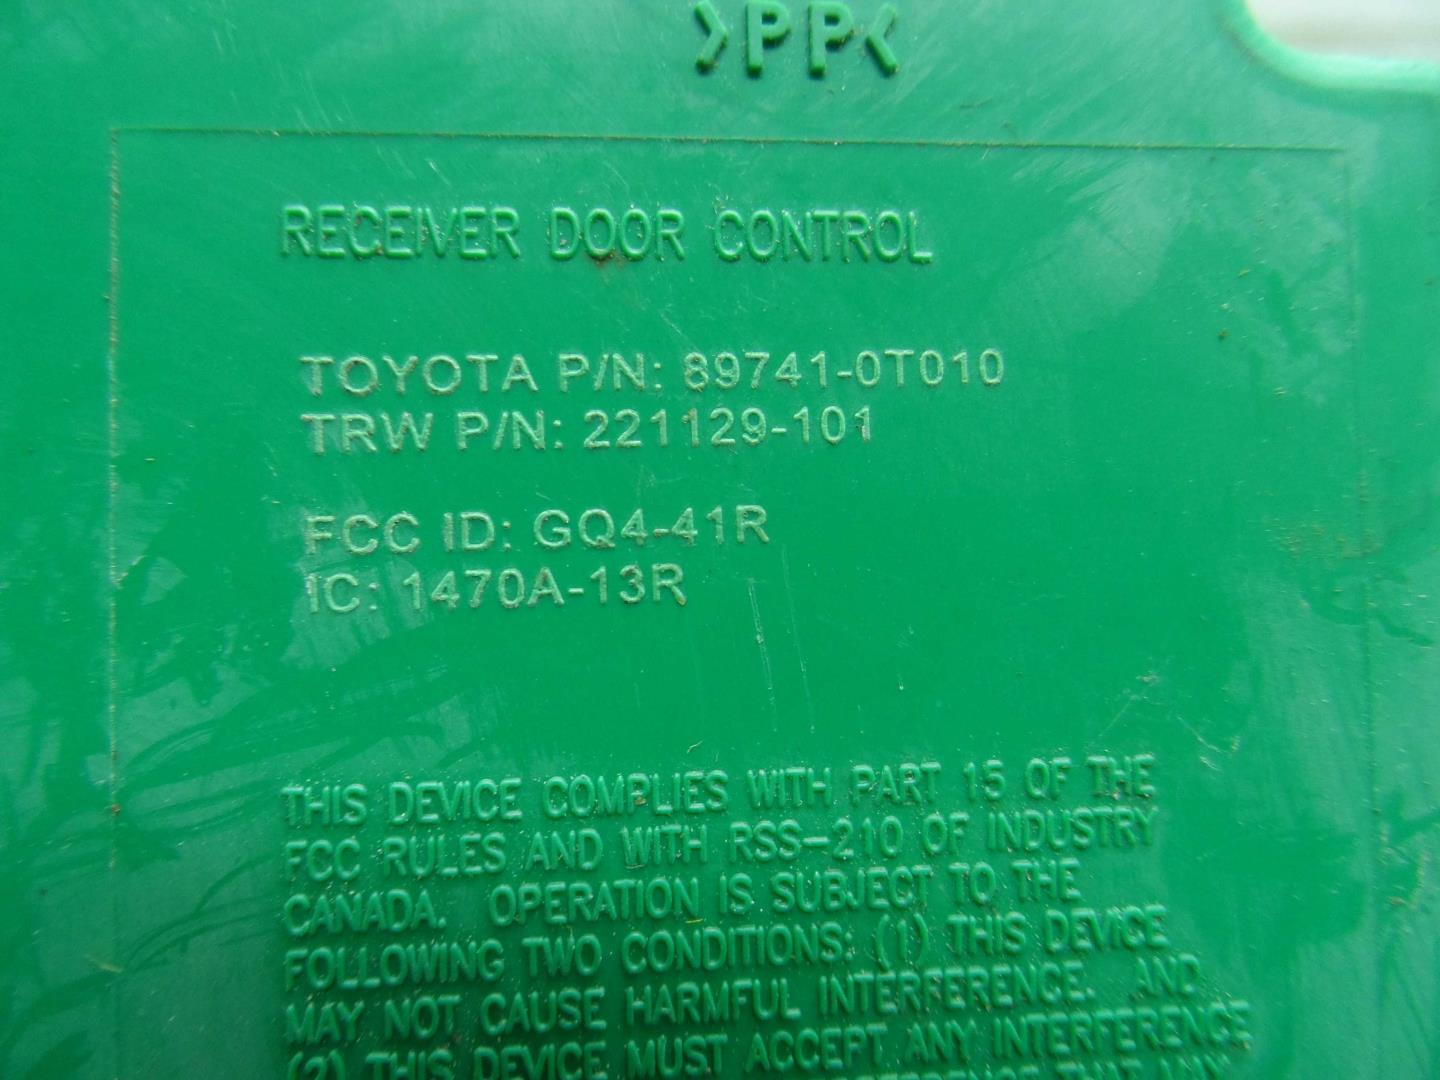 >PP<
RECEIVER DOOR CONTROL
TOYOTA P/N: 89741-0T010
TRW P/N: 221129-101
FCC ID: GQ4-41R
IC: 1470A-13R
THIS DEVICE COMPLIES WITH PART 15 OF THE
FCC RULES AND WITH RSS-210 OF INDUSTRY
CANADA. OPERATION IS SUBJECT TO THE
FOLLOWING TWO CONDITIONS: (1) THIS DEVICE
MAY NOT CAUSE HARMFUL INTERFERENCE. AND
(2) THIS DEVICE MUST ACCEPT ANY INTERFERENCE
THAT MAY